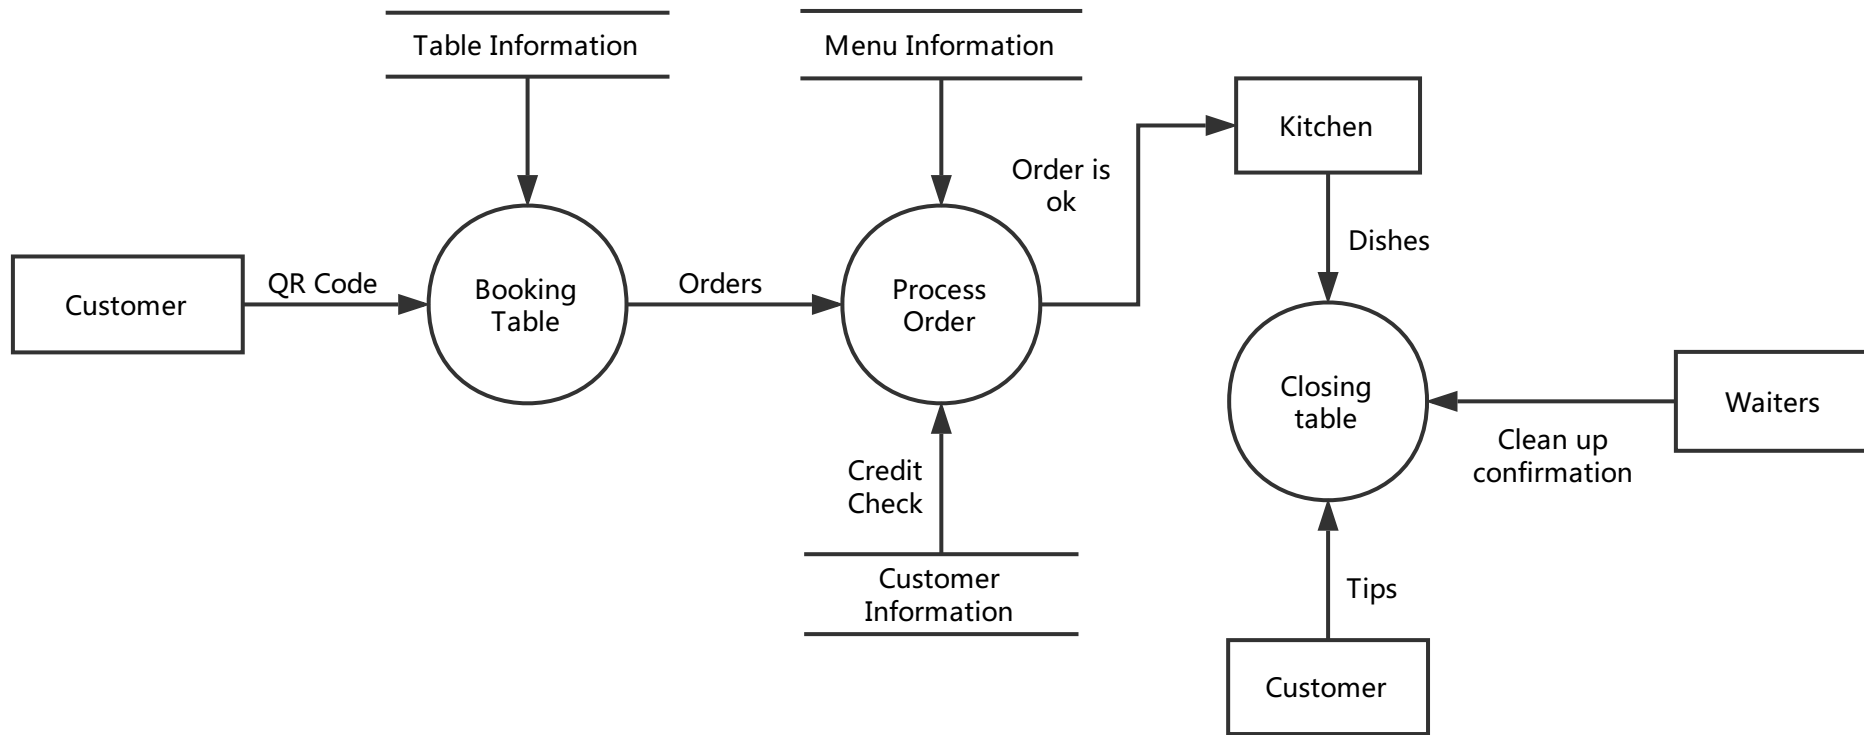 Table Information
Menu Information
Kitchen
Order is
ok
Dishes
Customer
QR Code
Booking
Table
Orders
Process
Order
Closing
table
Waiters
Clean up
confirmation
Credit
Check
Customer
Information
Tips
Customer